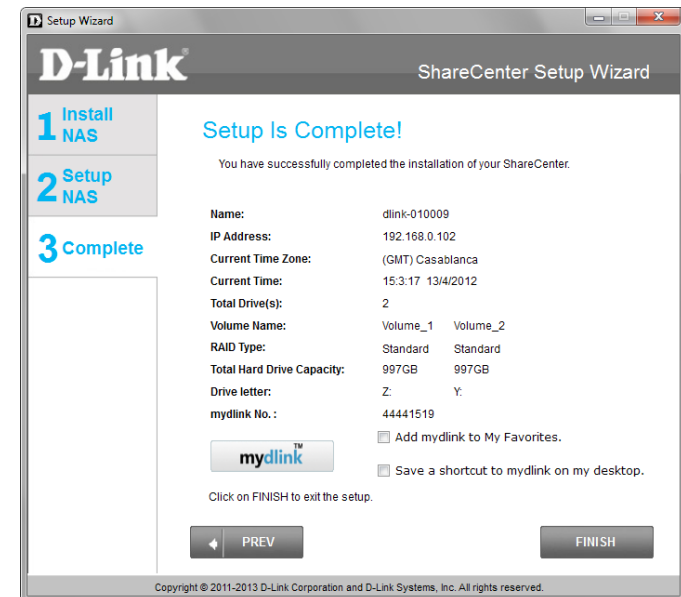 Setup Wizard
D-Link®
ShareCenter Setup Wizard
1 Install NAS
2 Setup NAS
3 Complete
Setup Is Complete!
You have successfully completed the installation of your ShareCenter.
Name: dlink-010009
IP Address: 192.168.0.102
Current Time Zone: (GMT) Casablanca
Current Time: 15:3:17 13/4/2012
Total Drive(s): 2
Volume Name: Volume_1 Volume_2
RAID Type: Standard Standard
Total Hard Drive Capacity: 997GB 997GB
Drive letter: Z: Y:
mydlink No. : 44441519
mydlink™
Add mydlink to My Favorites.
Save a shortcut to mydlink on my desktop.
Click on FINISH to exit the setup.
PREV
FINISH
Copyright © 2011-2013 D-Link Corporation and D-Link Systems, Inc. All rights reserved.